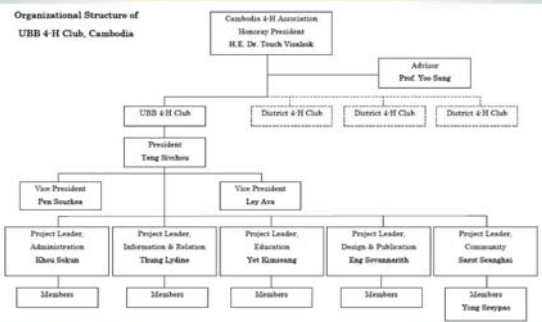 Organizational Structure of
UBB 4-H Club, Cambodia
Cambodia 4-H Association
Honoray President
H.E. Dr. Touch Visalsok
Advisor
Prof. Yoo Sang
UBB 4-H Club
District 4-H Club
District 4-H Club
District 4-H Club
President
Teng Sivchou
Vice President
Pen Sourkea
Vice President
Ley Ava
Project Leader,
Administration
Khou Sokun
Project Leader,
Information & Relation
Thung Lydine
Project Leader,
Education
Yet Kimseang
Project Leader,
Design & Publication
Eng Sovannarith
Project Leader,
Community
Sarot Seanghai
Members
Members
Members
Members
Members
Yong Sreypao